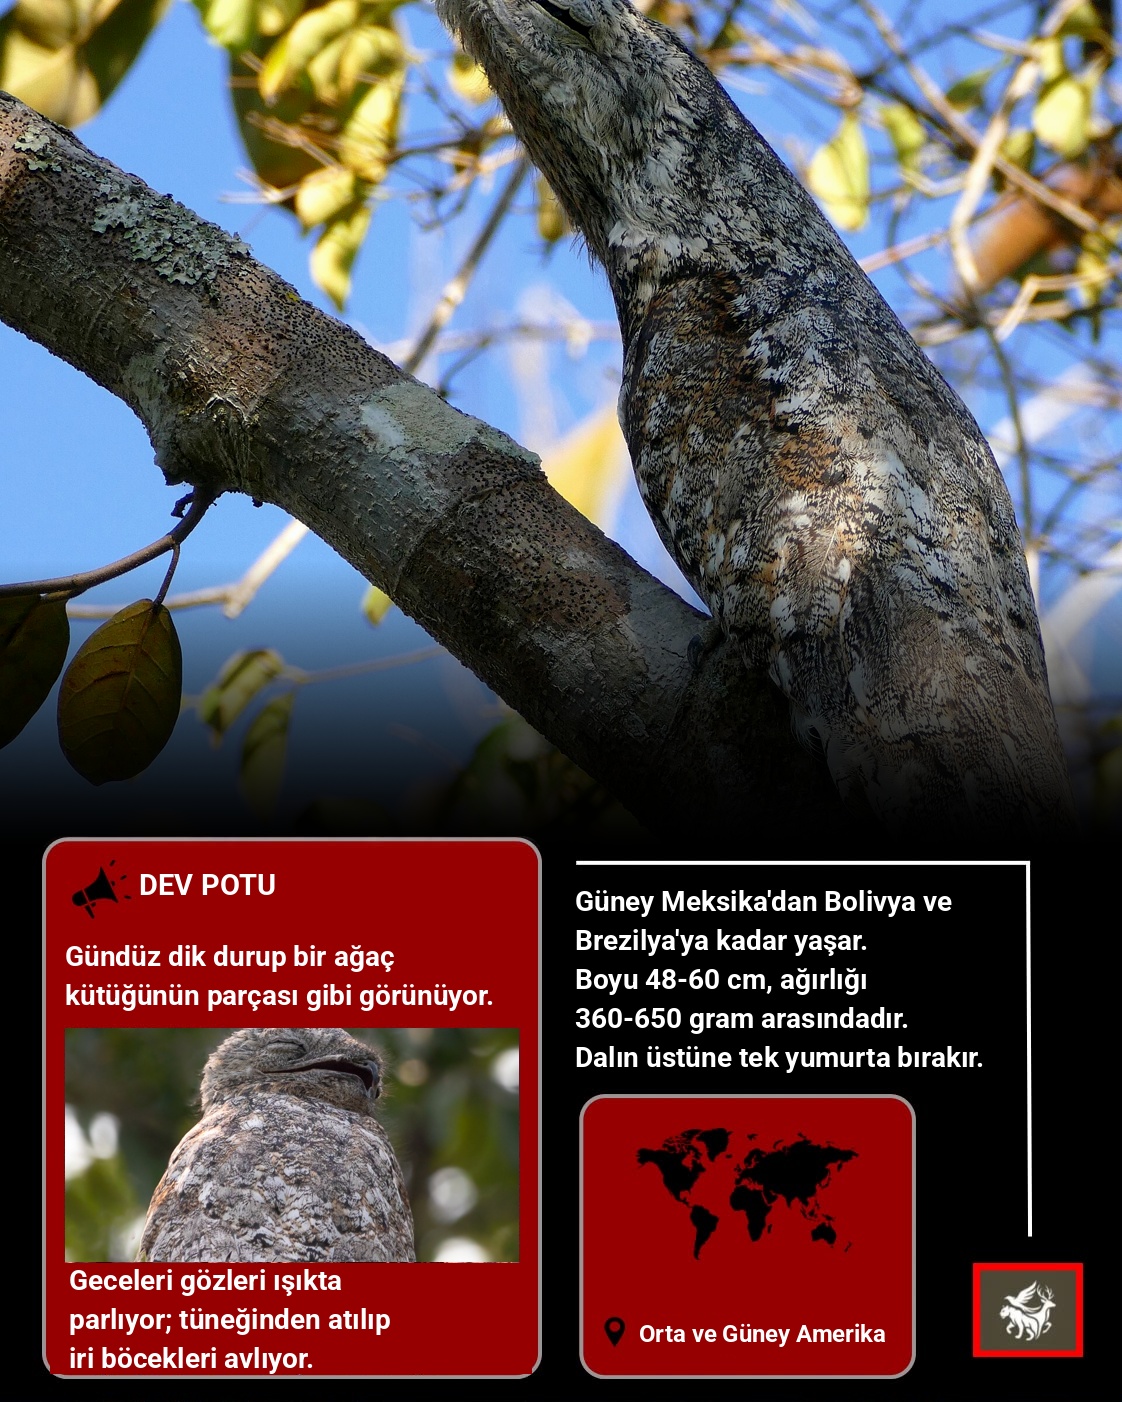 DEV POTU
Gündüz dik durup bir ağaç
kütüğünün parçası gibi görünüyor.
Geceleri gözleri ışıkta
parlıyor; tüneğinden atılıp
iri böcekleri avlıyor.
Güney Meksika'dan Bolivya ve
Brezilya'ya kadar yaşar.
Boyu 48-60 cm, ağırlığı
360-650 gram arasındadır.
Dalın üstüne tek yumurta bırakır.
Orta ve Güney Amerika